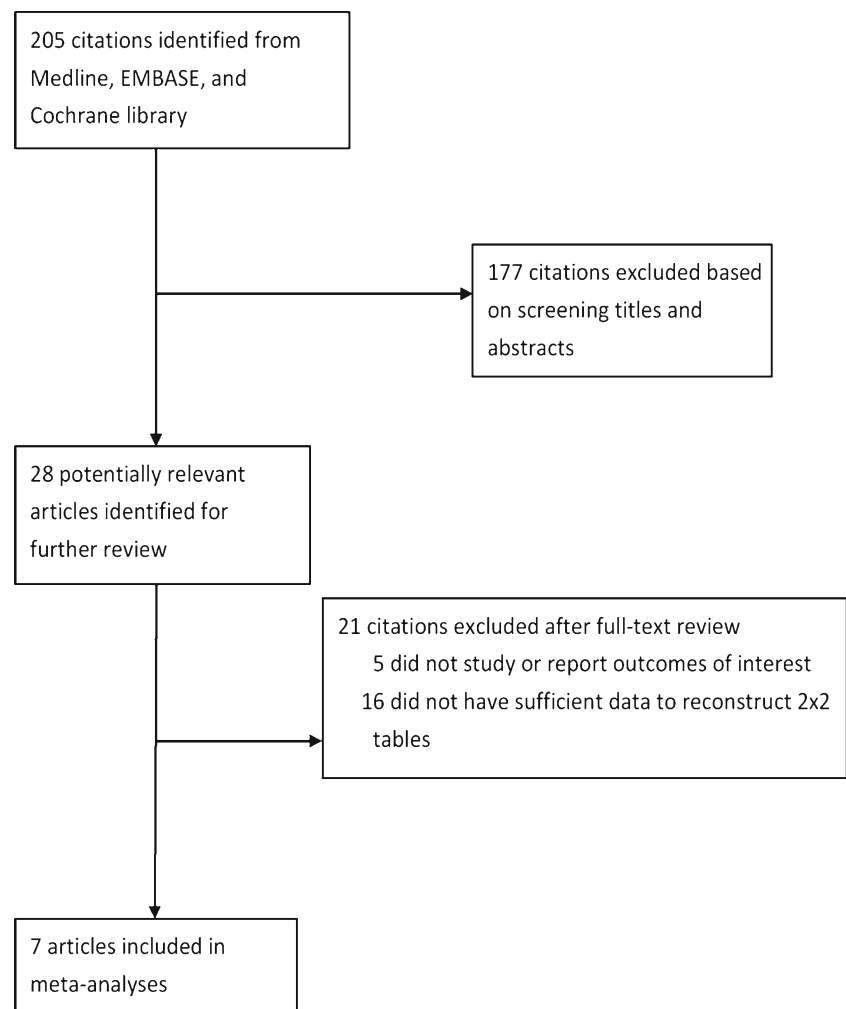 205 citations identified from
Medline, EMBASE, and
Cochrane library
177 citations excluded based
on screening titles and
abstracts
28 potentially relevant
articles identified for
further review
21 citations excluded after full-text review
5 did not study or report outcomes of interest
16 did not have sufficient data to reconstruct 2x2
tables
7 articles included in
meta-analyses